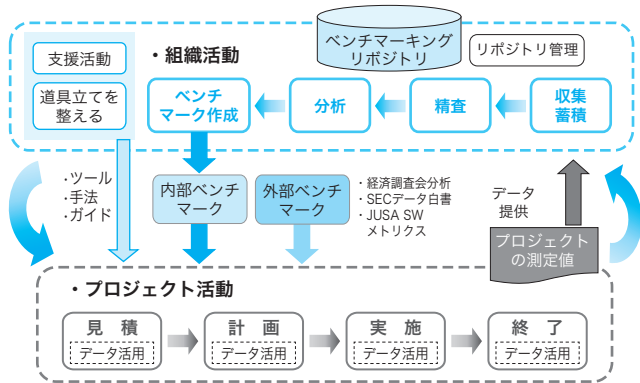 ベンチマーキング
リポジトリ
リポジトリ管理
・組織活動
支援活動
道具立てを
整える
ベンチ
マーク作成
分析
精査
収集
蓄積
・ツール
・手法
・ガイド
内部ベンチ
マーク
外部ベンチ
マーク
・経済調査会分析
・SECデータ白書
・JUSA SW
メトリクス
データ
提供
プロジェクト
の測定値
・プロジェクト活動
見 積
データ活用
計 画
データ活用
実 施
データ活用
終 了
データ活用